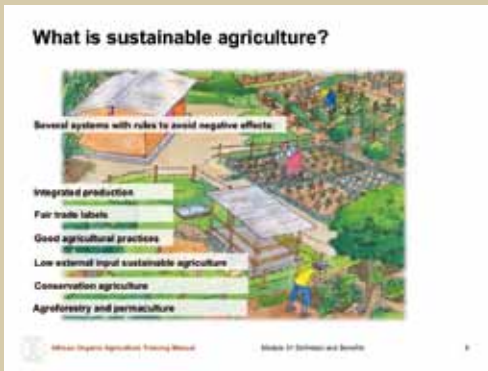 What is sustainable agriculture?
Several systems with rules to avoid negative effects:
Integrated production
Fair trade labels
Good agricultural practices
Low external input sustainable agriculture
Conservation agriculture
Agroforestry and permaculture
African Organic Agriculture Training Manual
Definition and Benefits